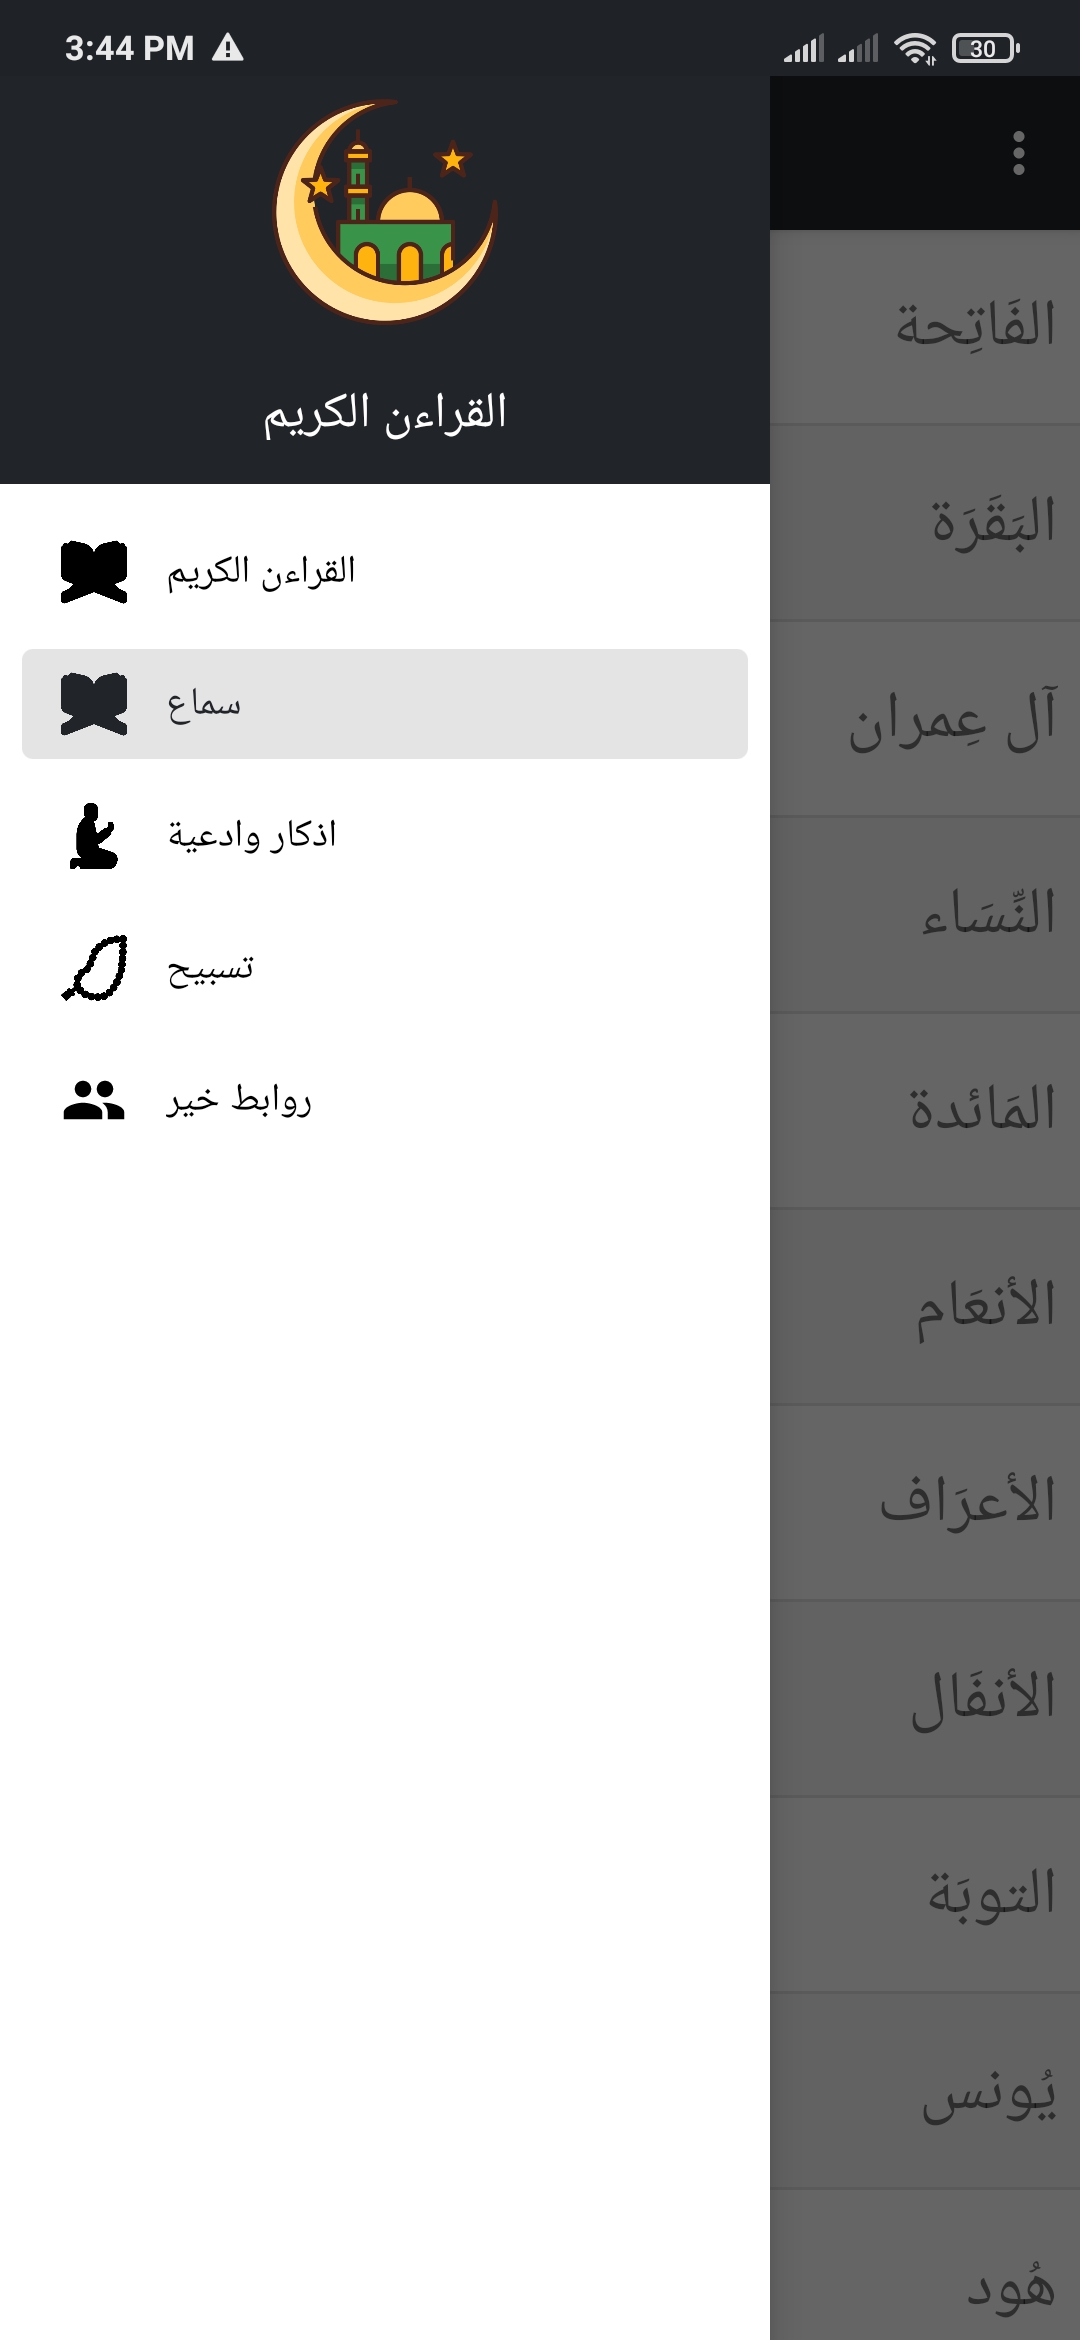 3:44 PM
30
القراءن الكريم
القراءن الكريم
سماع
اذكار وادعية
تسبيح
روابط خير
الفَاتِحة
البَقَرَة
آل عِمران
النِّسَاء
المَائدة
الأنعَام
الأعرَاف
الأنفَال
التوبَة
يُونس
هُود